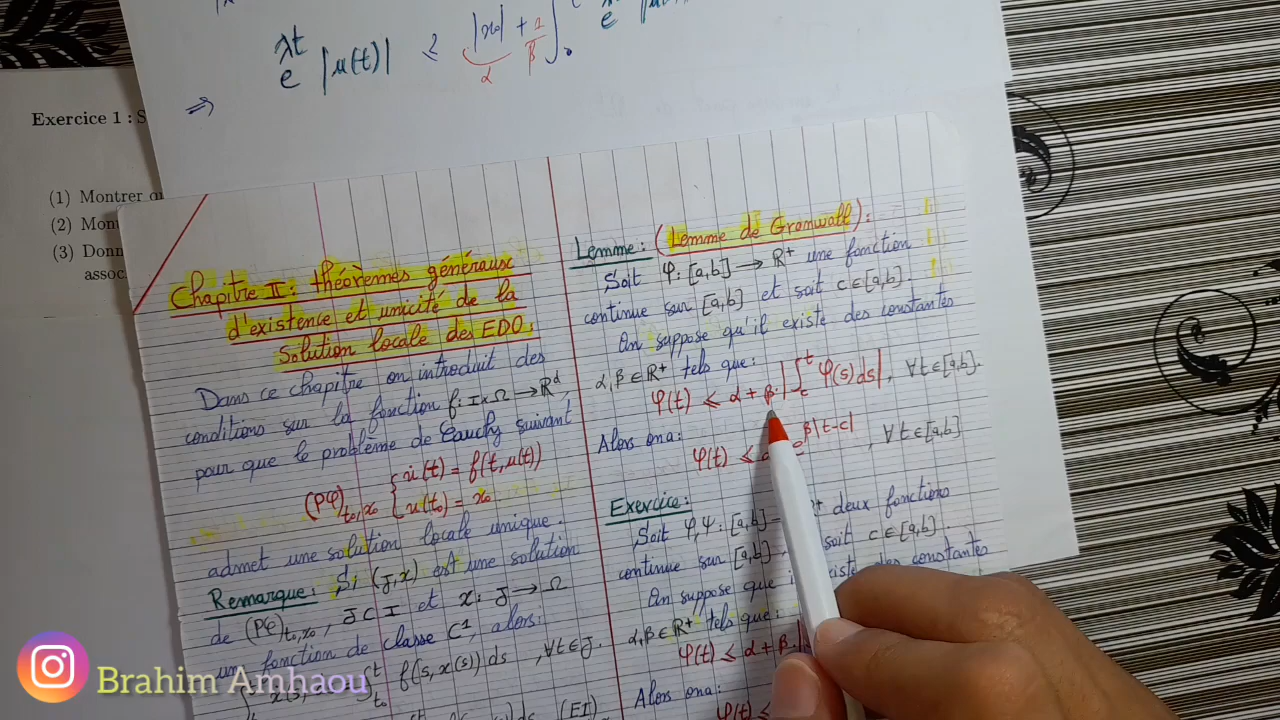 e^{λt} |u(t)| ≤ |x₀| + 1/β ∫₀
α
⇒
Exercice 1 : S
(1) Montrer qu
(2) Mon
(3) Donn
assoc
Chapitre II : théorèmes généraux
d'existence et unicité de la
solution locale des EDO :
Dans ce chapitre on introduit des
conditions sur la fonction f: I×Ω → ℝᵈ
pour que le problème de Cauchy suivant,
(PC)_{t₀,x₀} { u̇(t) = f(t,u(t))
u(t₀) = x₀
admet une solution locale unique.
Remarque : Si (J,x) est une solution
de (PC)_{t₀,x₀}, J⊂I et x: J → Ω
un fonction de classe C¹, alors:
∫_{t₀}^{t} f(s,x(s)) ds, ∀t∈J.
(EI)
Lemme : (Lemme de Gronwall) :
Soit φ: [a,b] → ℝ⁺ une fonction
continue sur [a,b] et soit c∈[a,b].
On suppose qu'il existe des constantes
α,β∈ℝ⁺ tels que:
φ(t) ≤ α + β.|∫_c^t φ(s)ds|, ∀t∈[a,b].
Alors on a:
φ(t) ≤ e^{β|t-c|}, ∀t∈[a,b]
Exercice:
Soit φ,ψ: [a,b] deux fonctions
continue sur [a,b] soit c∈[a,b].
On suppose que des constantes
α,β∈ℝ⁺ tels que:
φ(t) ≤ α + β.|
Alors on a:
φ(t) ≤
Brahim Amhaou